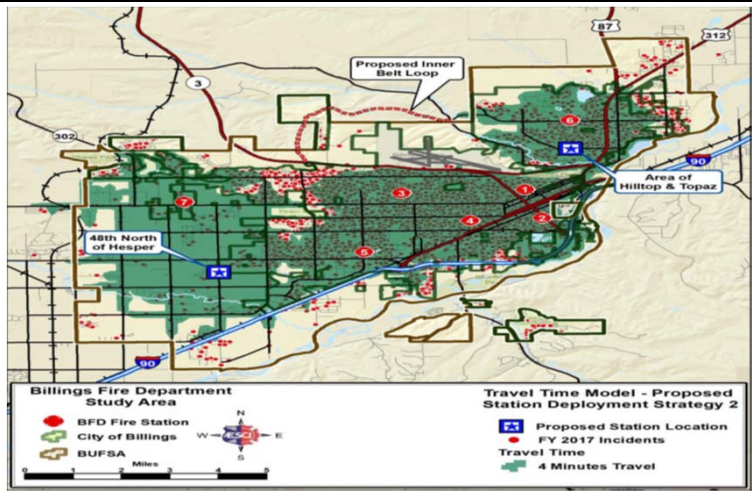 87
312
Proposed Inner
Belt Loop
3
302
6
90
Area of
Hilltop & Topaz
7
3
1
4
2
48th North
of Hesper
5
90
Billings Fire Department
Study Area
BFD Fire Station
City of Billings
BUFSA
N
W
E
S
Miles
0
1
2
3
4
5
Travel Time Model - Proposed
Station Deployment Strategy 2
Proposed Station Location
FY 2017 Incidents
Travel Time
4 Minutes Travel